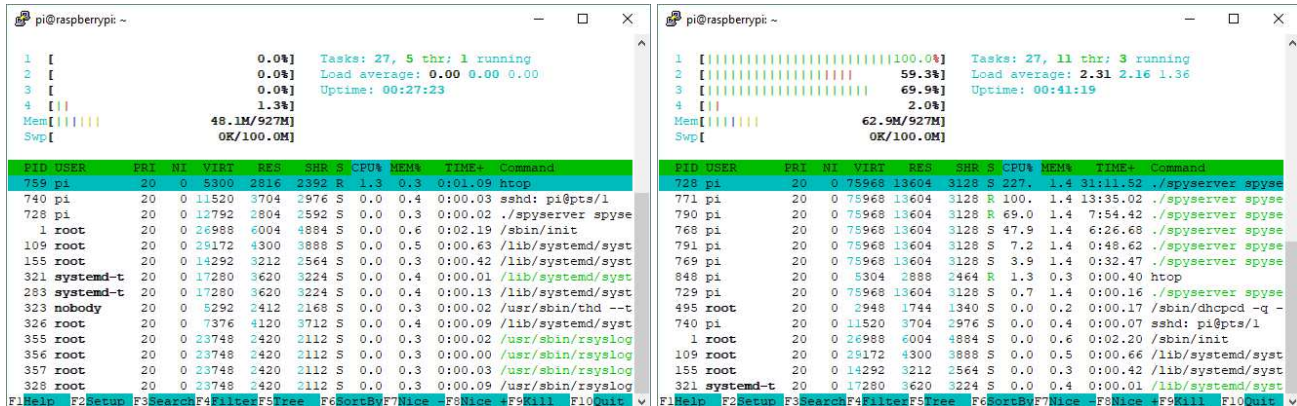 pi@raspberrypi: ~
1 [ 0.0%] Tasks: 27, 5 thr; 1 running
2 [ 0.0%] Load average: 0.00 0.00 0.00
3 [ 0.0%] Uptime: 00:27:23
4 [|| 1.3%]
Mem[|||||| 48.1M/927M]
Swp[ 0K/100.0M]
PID USER PRI NI VIRT RES SHR S CPU% MEM% TIME+ Command
759 pi 20 0 5300 2816 2392 R 1.3 0.3 0:01.09 htop
740 pi 20 0 11520 3704 2976 S 0.0 0.4 0:00.03 sshd: pi@pts/1
728 pi 20 0 12792 2804 2592 S 0.0 0.3 0:00.02 ./spyserver spyse
1 root 20 0 26988 6004 4884 S 0.0 0.6 0:02.19 /sbin/init
109 root 20 0 29172 4300 3888 S 0.0 0.5 0:00.63 /lib/systemd/syst
155 root 20 0 14292 3212 2564 S 0.0 0.3 0:00.42 /lib/systemd/syst
321 systemd-t 20 0 17280 3620 3224 S 0.0 0.4 0:00.01 /lib/systemd/syst
283 systemd-t 20 0 17280 3620 3224 S 0.0 0.4 0:00.13 /lib/systemd/syst
323 nobody 20 0 5292 2412 2168 S 0.0 0.3 0:00.02 /usr/sbin/thd --t
326 root 20 0 7376 4120 3712 S 0.0 0.4 0:00.09 /lib/systemd/syst
355 root 20 0 23748 2420 2112 S 0.0 0.3 0:00.02 /usr/sbin/rsyslog
356 root 20 0 23748 2420 2112 S 0.0 0.3 0:00.00 /usr/sbin/rsyslog
357 root 20 0 23748 2420 2112 S 0.0 0.3 0:00.03 /usr/sbin/rsyslog
328 root 20 0 23748 2420 2112 S 0.0 0.3 0:00.09 /usr/sbin/rsyslog
F1Help F2Setup F3SearchF4FilterF5Tree F6SortByF7Nice -F8Nice +F9Kill F10Quit
pi@raspberrypi: ~
1 [||||||||||||||||||||||||100.0%] Tasks: 27, 11 thr; 3 running
2 [||||||||||||||||||| 59.3%] Load average: 2.31 2.16 1.36
3 [||||||||||||||||||||| 69.9%] Uptime: 00:41:19
4 [|| 2.0%]
Mem[||||||| 62.9M/927M]
Swp[ 0K/100.0M]
PID USER PRI NI VIRT RES SHR S CPU% MEM% TIME+ Command
728 pi 20 0 75968 13604 3128 S 227. 1.4 31:11.52 ./spyserver spyse
771 pi 20 0 75968 13604 3128 R 100. 1.4 13:35.02 ./spyserver spyse
790 pi 20 0 75968 13604 3128 R 69.0 1.4 7:54.42 ./spyserver spyse
768 pi 20 0 75968 13604 3128 S 47.9 1.4 6:26.68 ./spyserver spyse
791 pi 20 0 75968 13604 3128 S 7.2 1.4 0:48.62 ./spyserver spyse
769 pi 20 0 75968 13604 3128 S 3.9 1.4 0:32.47 ./spyserver spyse
848 pi 20 0 5304 2888 2464 R 1.3 0.3 0:00.40 htop
729 pi 20 0 75968 13604 3128 S 0.7 1.4 0:00.16 ./spyserver spyse
495 root 20 0 2948 1744 1340 S 0.0 0.2 0:00.17 /sbin/dhcpcd -q -
740 pi 20 0 11520 3704 2976 S 0.0 0.4 0:00.07 sshd: pi@pts/1
1 root 20 0 26988 6004 4884 S 0.0 0.6 0:02.20 /sbin/init
109 root 20 0 29172 4300 3888 S 0.0 0.5 0:00.66 /lib/systemd/syst
155 root 20 0 14292 3212 2564 S 0.0 0.3 0:00.42 /lib/systemd/syst
321 systemd-t 20 0 17280 3620 3224 S 0.0 0.4 0:00.01 /lib/systemd/syst
F1Help F2Setup F3SearchF4FilterF5Tree F6SortByF7Nice -F8Nice +F9Kill F10Quit